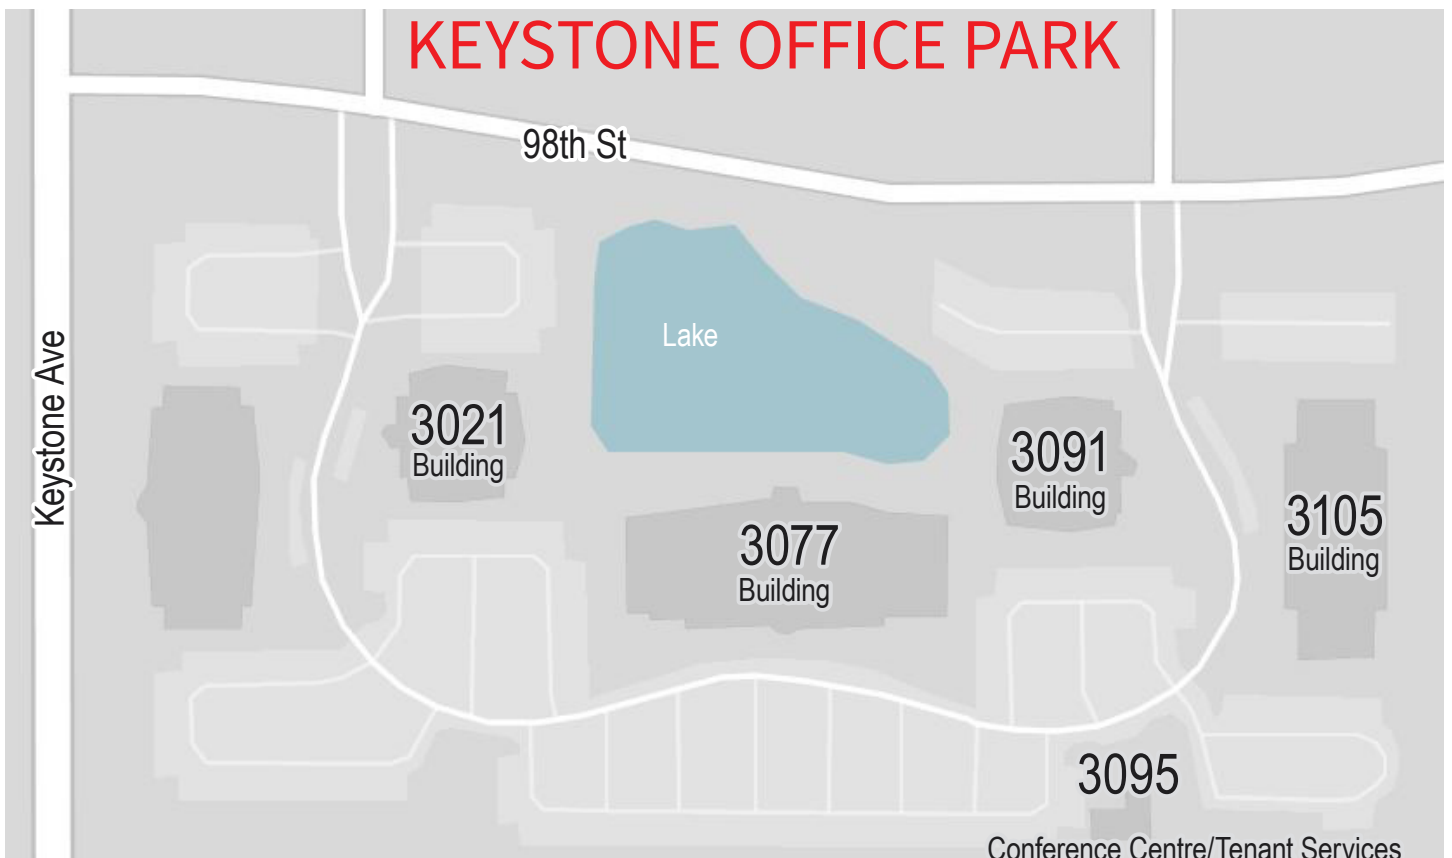 KEYSTONE OFFICE PARK
98th St
Lake
Keystone Ave
3021
Building
3091
Building
3105
Building
3077
Building
3095
Conference Centre/Tenant Services